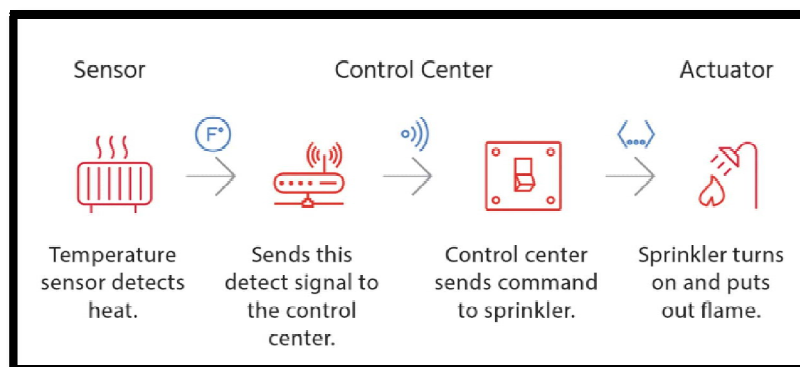 Sensor
Control Center
Actuator
F°
Temperature
sensor detects
heat.
Sends this
detect signal to
the control
center.
Control center
sends command
to sprinkler.
Sprinkler turns
on and puts
out flame.